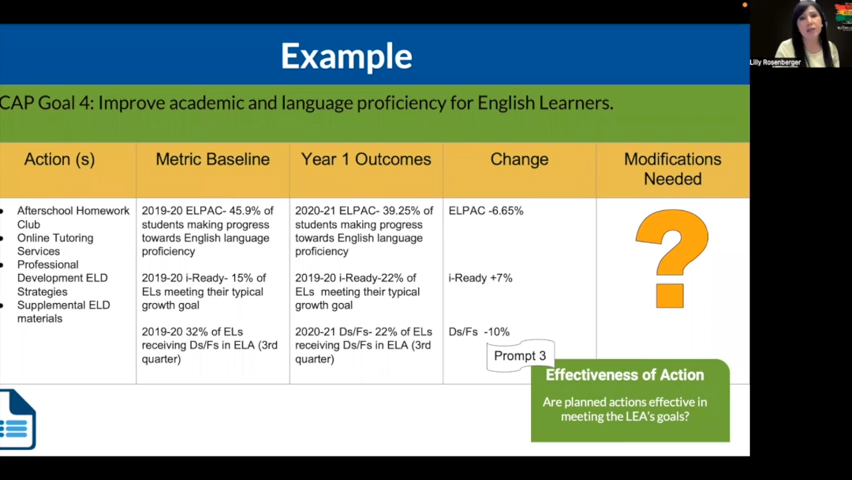 Example
Lilly Rosenberger
CAP Goal 4: Improve academic and language proficiency for English Learners.
Action (s)
Metric Baseline
Year 1 Outcomes
Change
Modifications
Needed
Afterschool Homework
Club
Online Tutoring
Services
Professional
Development ELD
Strategies
Supplemental ELD
materials
2019-20 ELPAC- 45.9% of
students making progress
towards English language
proficiency
2019-20 i-Ready- 15% of
ELs meeting their typical
growth goal
2019-20 32% of ELs
receiving Ds/Fs in ELA (3rd
quarter)
2020-21 ELPAC- 39.25% of
students making progress
towards English language
proficiency
2019-20 i-Ready-22% of
ELs meeting their typical
growth goal
2020-21 Ds/Fs- 22% of ELs
receiving Ds/Fs in ELA (3rd
quarter)
ELPAC -6.65%
i-Ready +7%
Ds/Fs -10%
?
Prompt 3
Effectiveness of Action
Are planned actions effective in
meeting the LEA's goals?